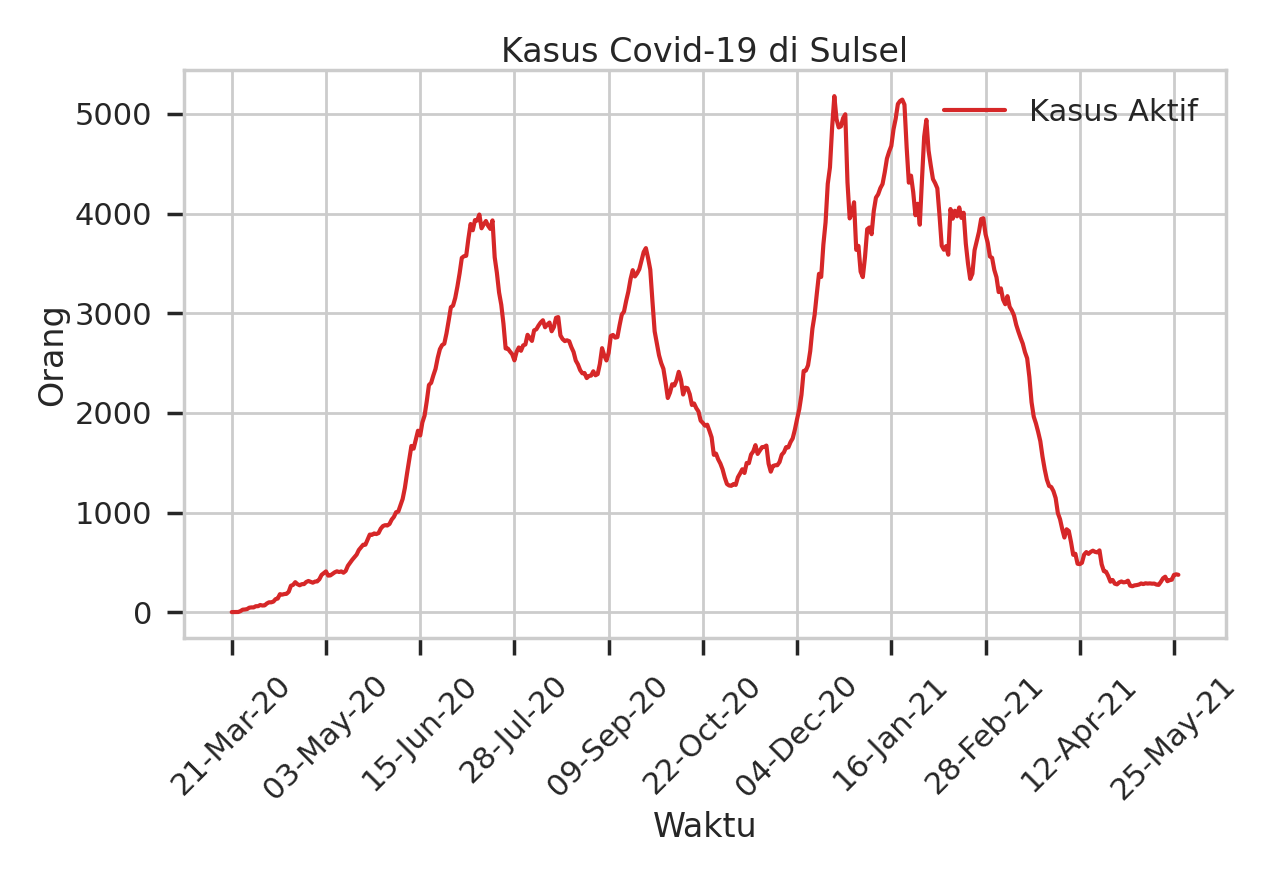 Kasus Covid-19 di Sulsel
Kasus Aktif
Orang
5000
4000
3000
2000
1000
0
21-Mar-20
03-May-20
15-Jun-20
28-Jul-20
09-Sep-20
22-Oct-20
04-Dec-20
16-Jan-21
28-Feb-21
12-Apr-21
25-May-21
Waktu